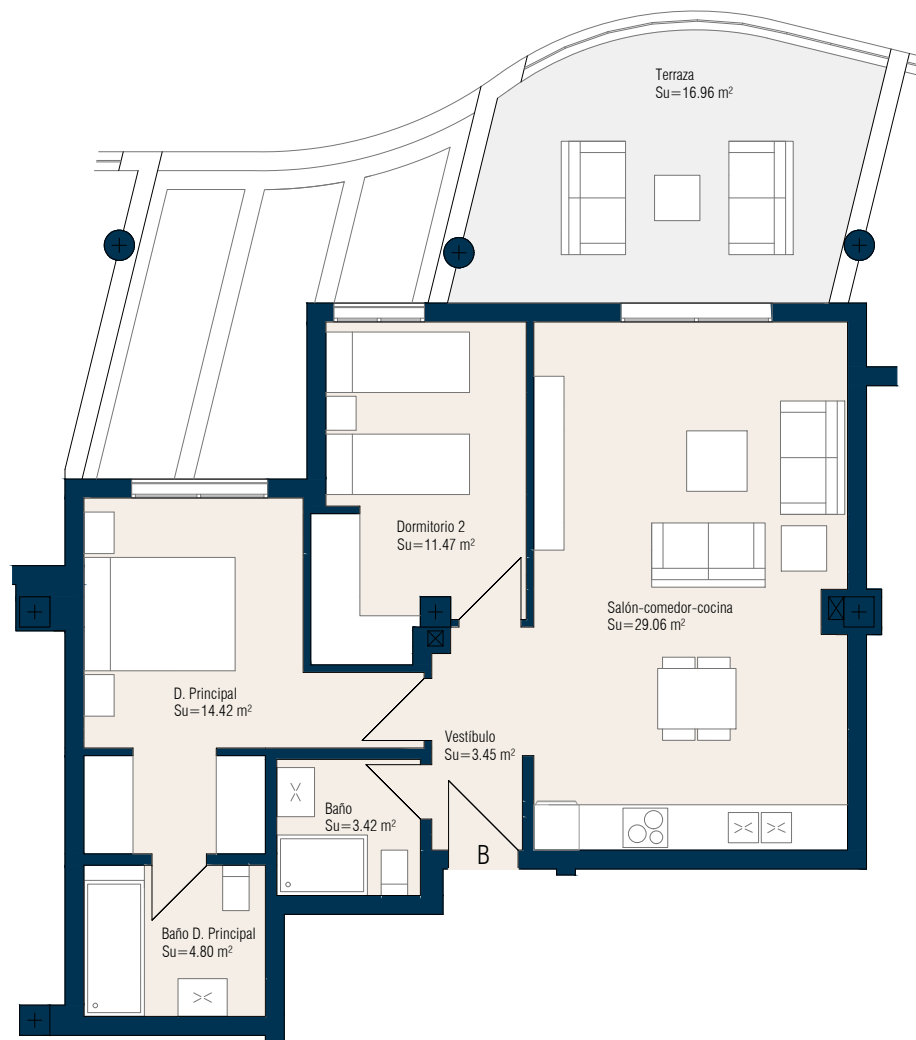 Terraza
Su=16.96 m²
Dormitorio 2
Su=11.47 m²
Salón-comedor-cocina
Su=29.06 m²
D. Principal
Su=14.42 m²
Vestíbulo
Su=3.45 m²
Baño
Su=3.42 m²
B
Baño D. Principal
Su=4.80 m²